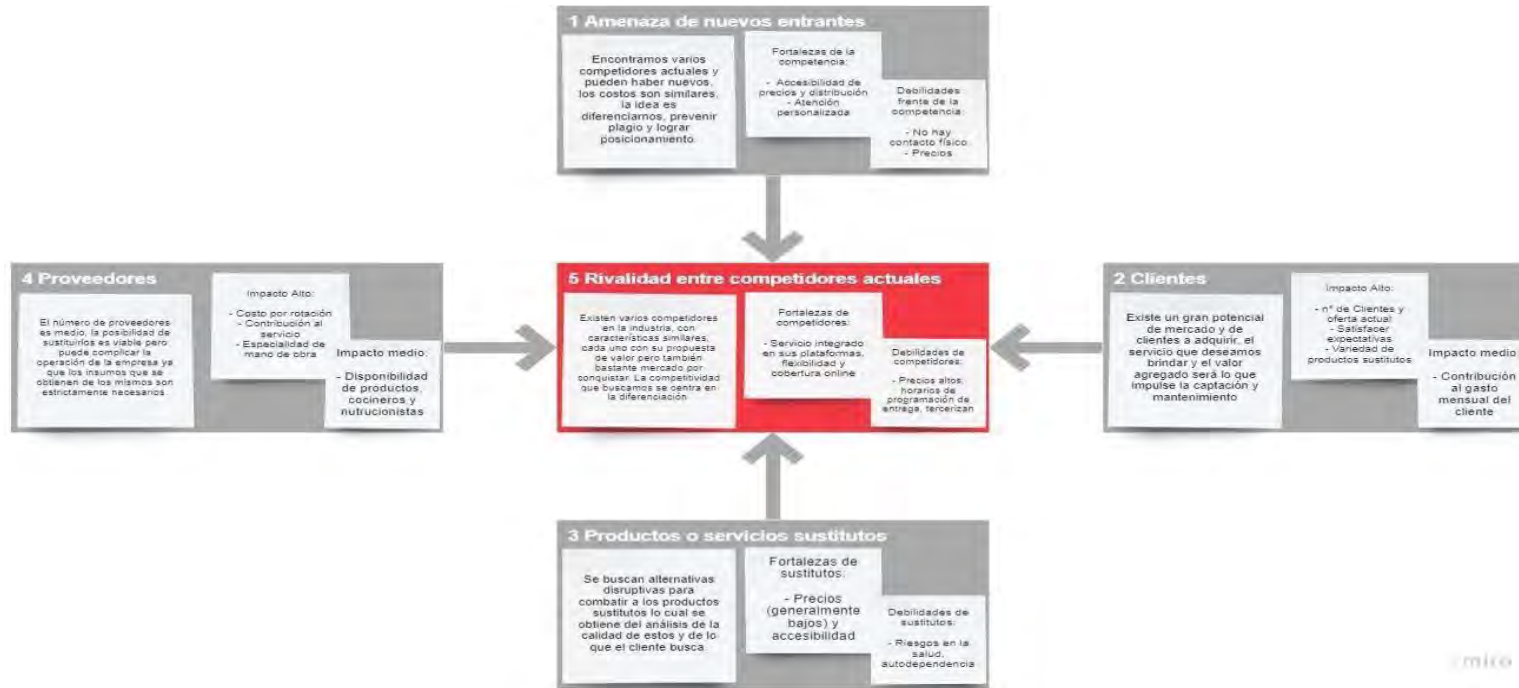 1 Amenaza de nuevos entrantes
Encontramos varios
competidores actuales y
pueden haber nuevos,
los costos son similares,
la idea es
diferenciarnos, prevenir
plagio y lograr
posicionamiento.
Fortalezas de la
competencia:
- Accesibilidad de
precios y distribución
- Atención
personalizada
Debilidades
frente de la
competencia:
- No hay
contacto físico
- Precios
4 Proveedores
El número de proveedores
es medio, la posibilidad de
sustituirlos es viable pero
puede complicar la
operación de la empresa ya
que los insumos que se
obtienen de los mismos son
estrictamente necesarios
Impacto Alto:
- Costo por rotación
- Contribución al
servicio
- Especialidad de
mano de obra
Impacto medio:
- Disponibilidad
de productos,
cocineros y
nutrucionistas
5 Rivalidad entre competidores actuales
Existen varios competidores
en la industria, con
características similares,
cada uno con su propuesta
de valor pero también
bastante mercado por
conquistar. La competitividad
que buscamos se centra en
la diferenciación
Fortalezas de
competidores:
- Servicio integrado
en sus plataformas,
flexibilidad y
cobertura online
Debilidades de
competidores:
- Precios altos,
horarios de
programación de
entrega, tercerizan
2 Clientes
Existe un gran potencial
de mercado y de
clientes a adquirir, el
servicio que deseamos
brindar y el valor
agregado será lo que
impulse la captación y
mantenimiento
Impacto Alto:
- n° de Clientes y
oferta actual
- Satisfacer
expectativas
- Variedad de
productos sustitutos
Impacto medio:
- Contribución
al gasto
mensual del
cliente
3 Productos o servicios sustitutos
Se buscan alternativas
disruptivas para
combatir a los productos
sustitutos lo cual se
obtiene del análisis de la
calidad de estos y de lo
que el cliente busca
Fortalezas de
sustitutos:
- Precios
(generalmente
bajos) y
accesibilidad
Debilidades de
sustitutos:
- Riesgos en la
salud,
autodependencia
miro